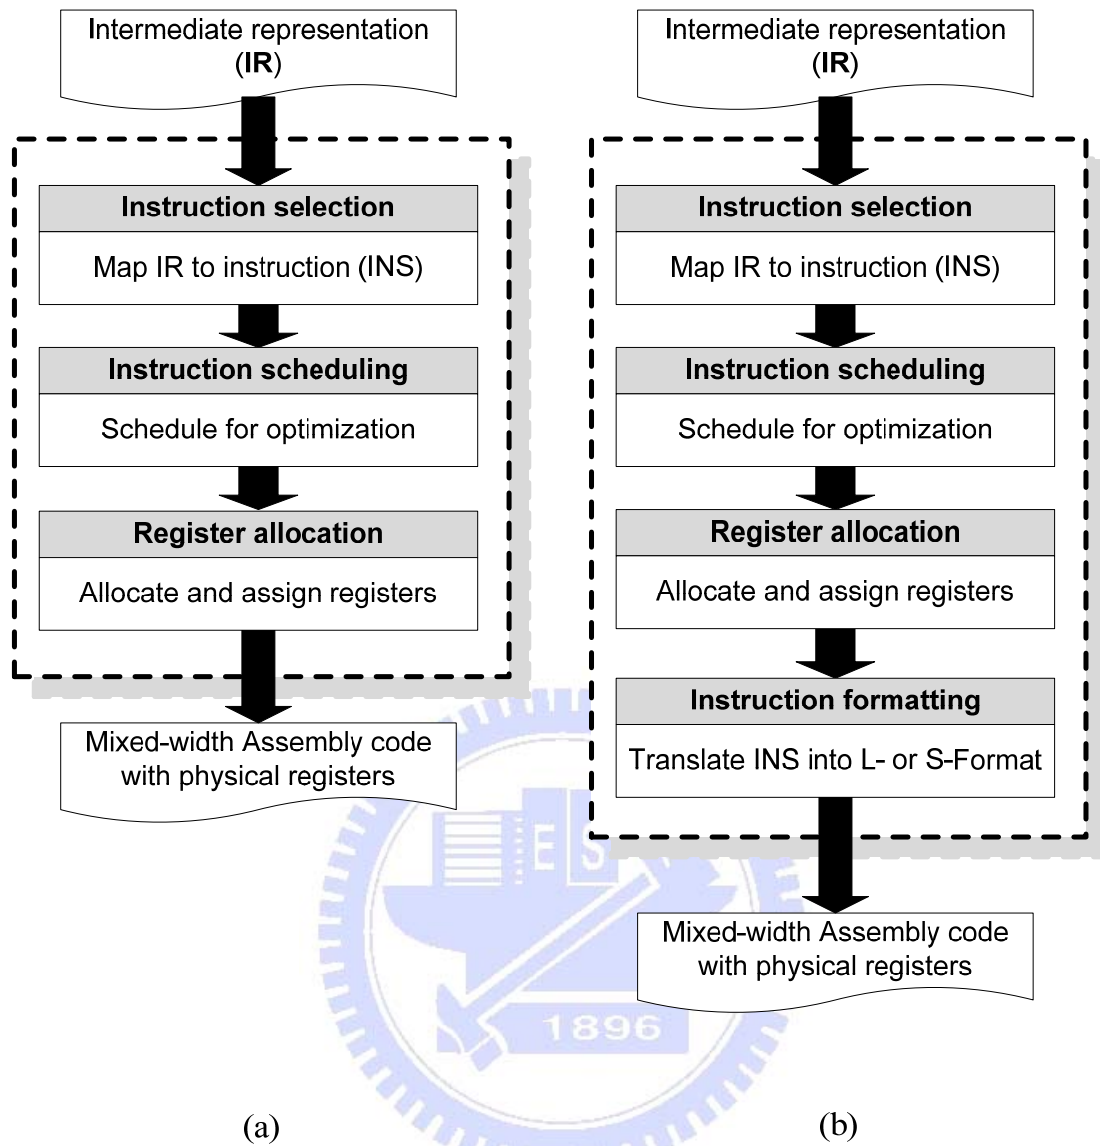 Intermediate representation
(IR)
Instruction selection
Map IR to instruction (INS)
Instruction scheduling
Schedule for optimization
Register allocation
Allocate and assign registers
Mixed-width Assembly code
with physical registers
(a)
Intermediate representation
(IR)
Instruction selection
Map IR to instruction (INS)
Instruction scheduling
Schedule for optimization
Register allocation
Allocate and assign registers
Instruction formatting
Translate INS into L- or S-Format
Mixed-width Assembly code
with physical registers
(b)
ES
1896